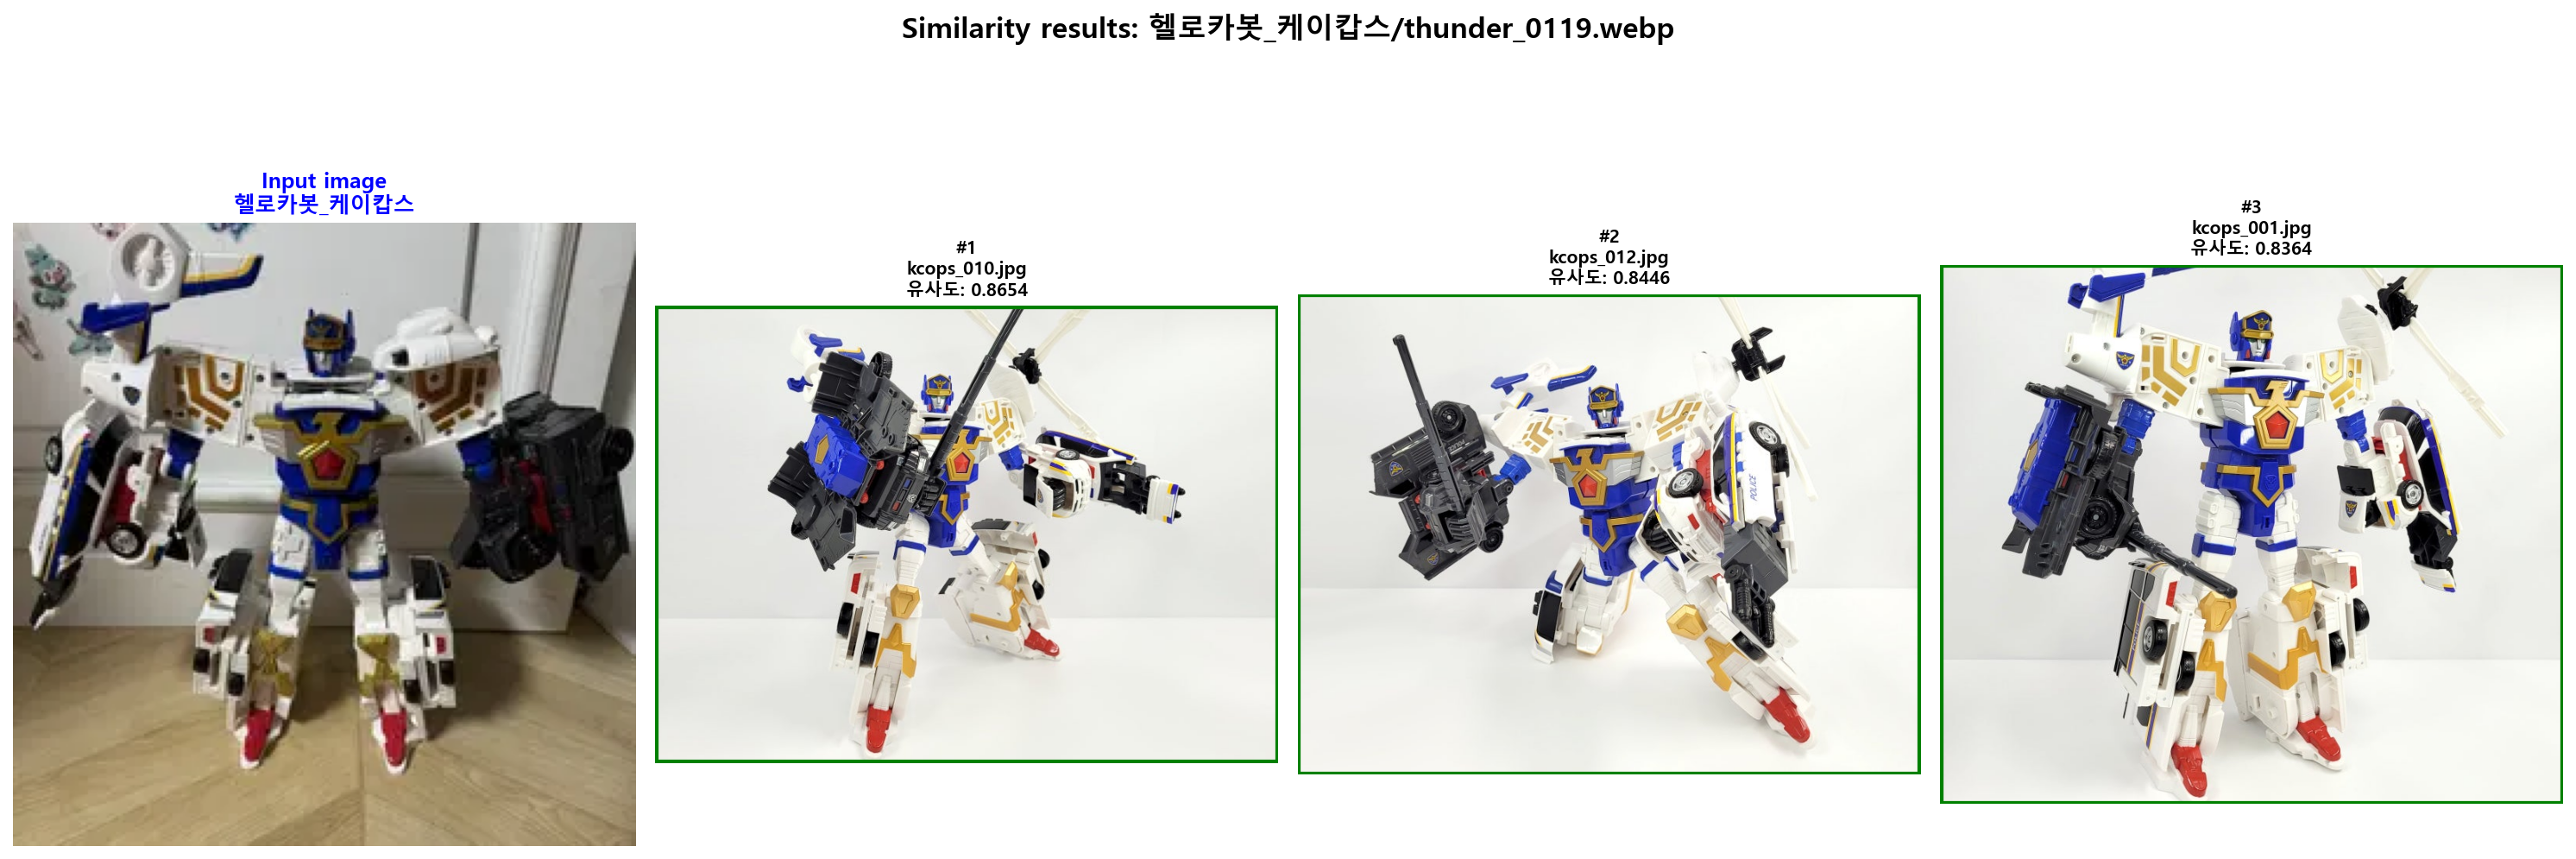 Similarity results: 헬로카봇_케이캅스/thunder_0119.webp
Input image
헬로카봇_케이캅스
#1
kcops_010.jpg
유사도: 0.8654
#2
kcops_012.jpg
유사도: 0.8446
#3
kcops_001.jpg
유사도: 0.8364
POLICE